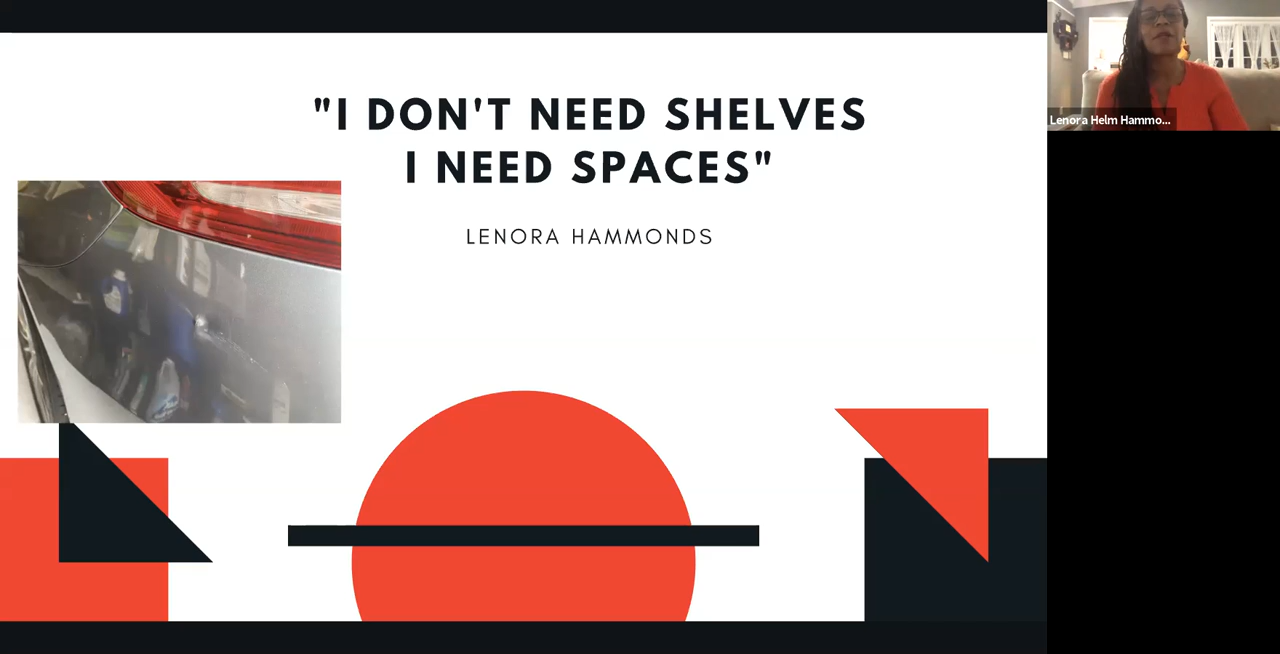 "I DON'T NEED SHELVES
I NEED SPACES"
LENORA HAMMONDS
Lenora Helm Hammo...